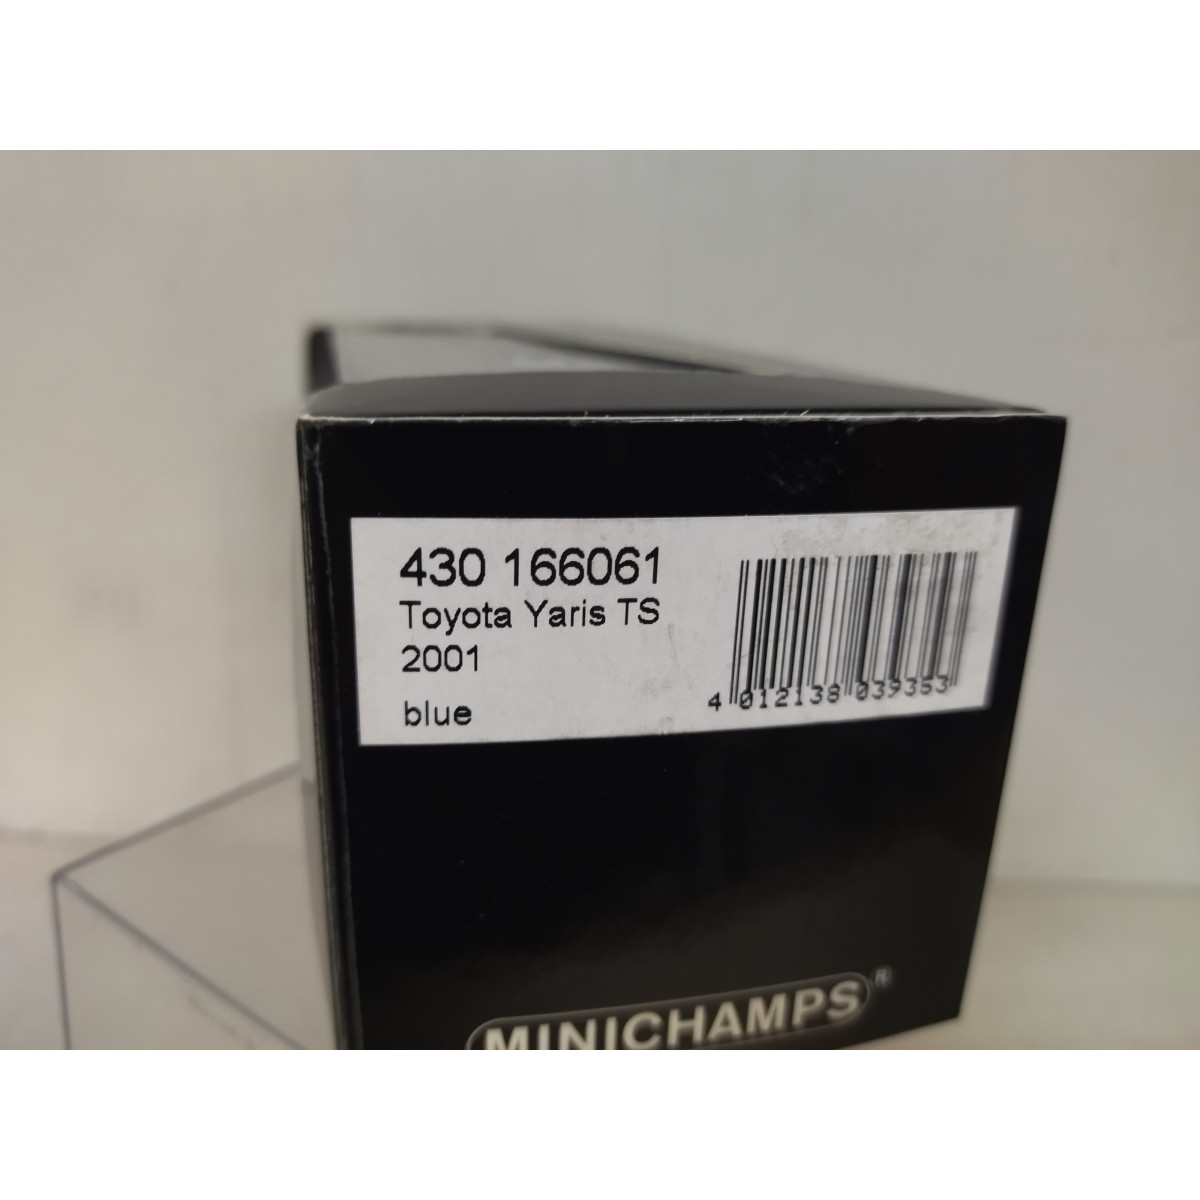 430 166061
Toyota Yaris TS
2001
blue
4 012138 039353
MINICHAMPS®